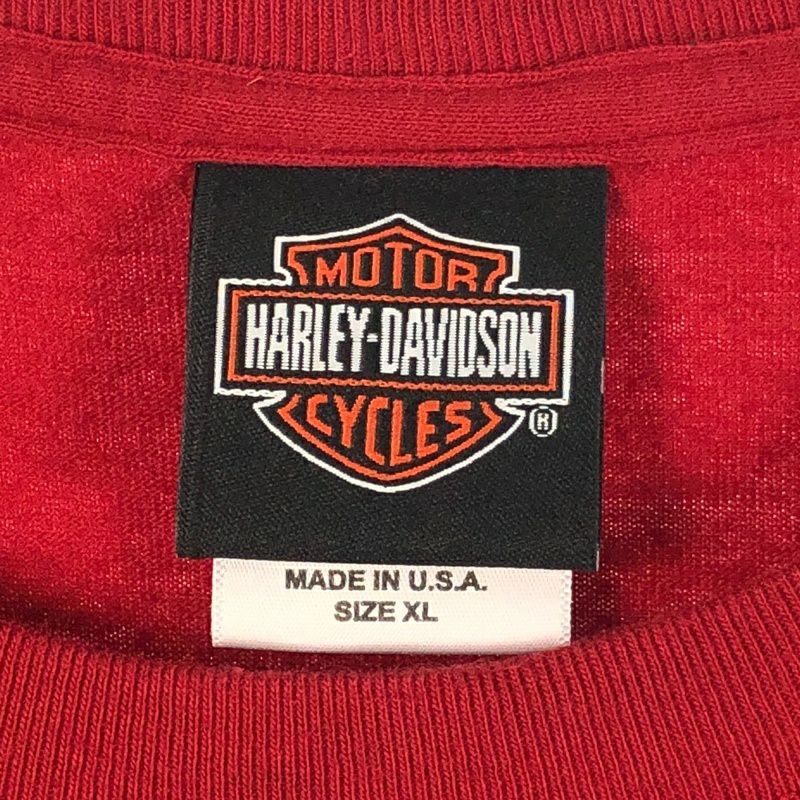 MOTOR
HARLEY-DAVIDSON
CYCLES
®
MADE IN U.S.A.
SIZE XL